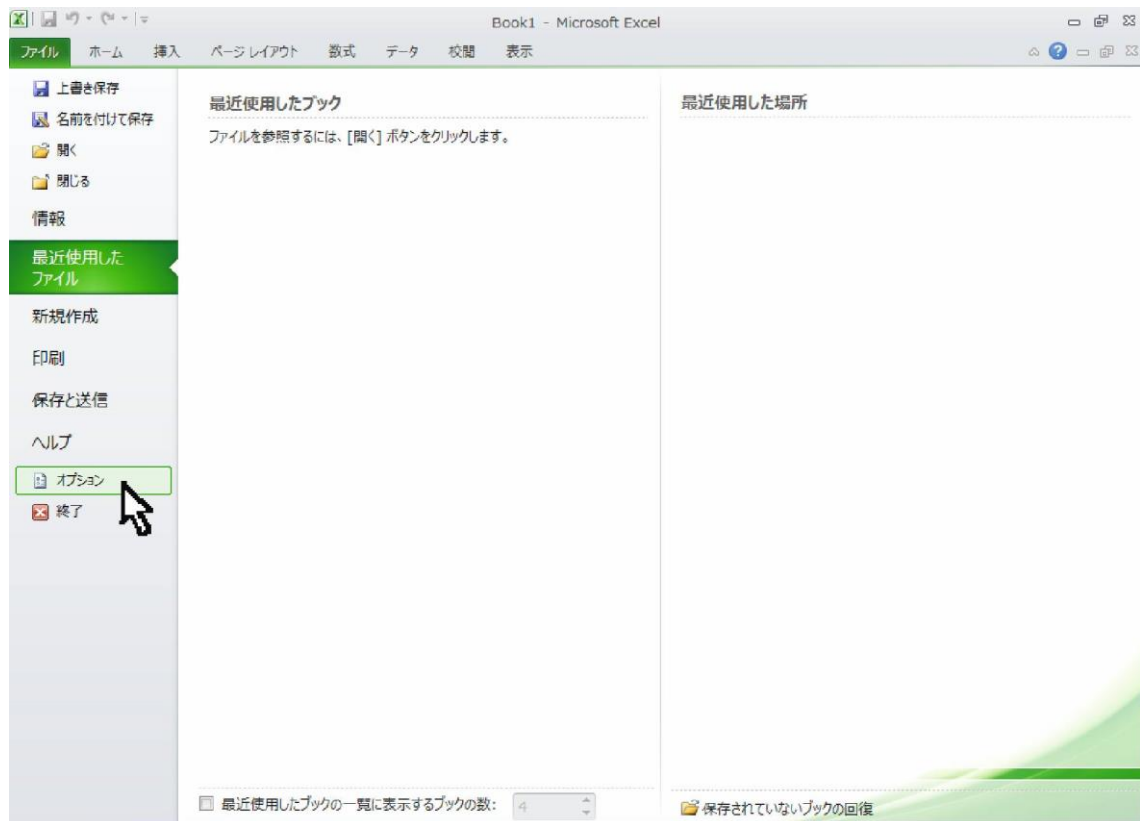 Book1 - Microsoft Excel
ファイル ホーム 挿入 ページ レイアウト 数式 データ 校閲 表示
上書き保存
名前を付けて保存
開く
閉じる
情報
最近使用した
ファイル
新規作成
印刷
保存と送信
ヘルプ
オプション
終了
最近使用したブック
ファイルを参照するには、[開く] ボタンをクリックします。
最近使用した場所
最近使用したブックの一覧に表示するブックの数: 4
保存されていないブックの回復